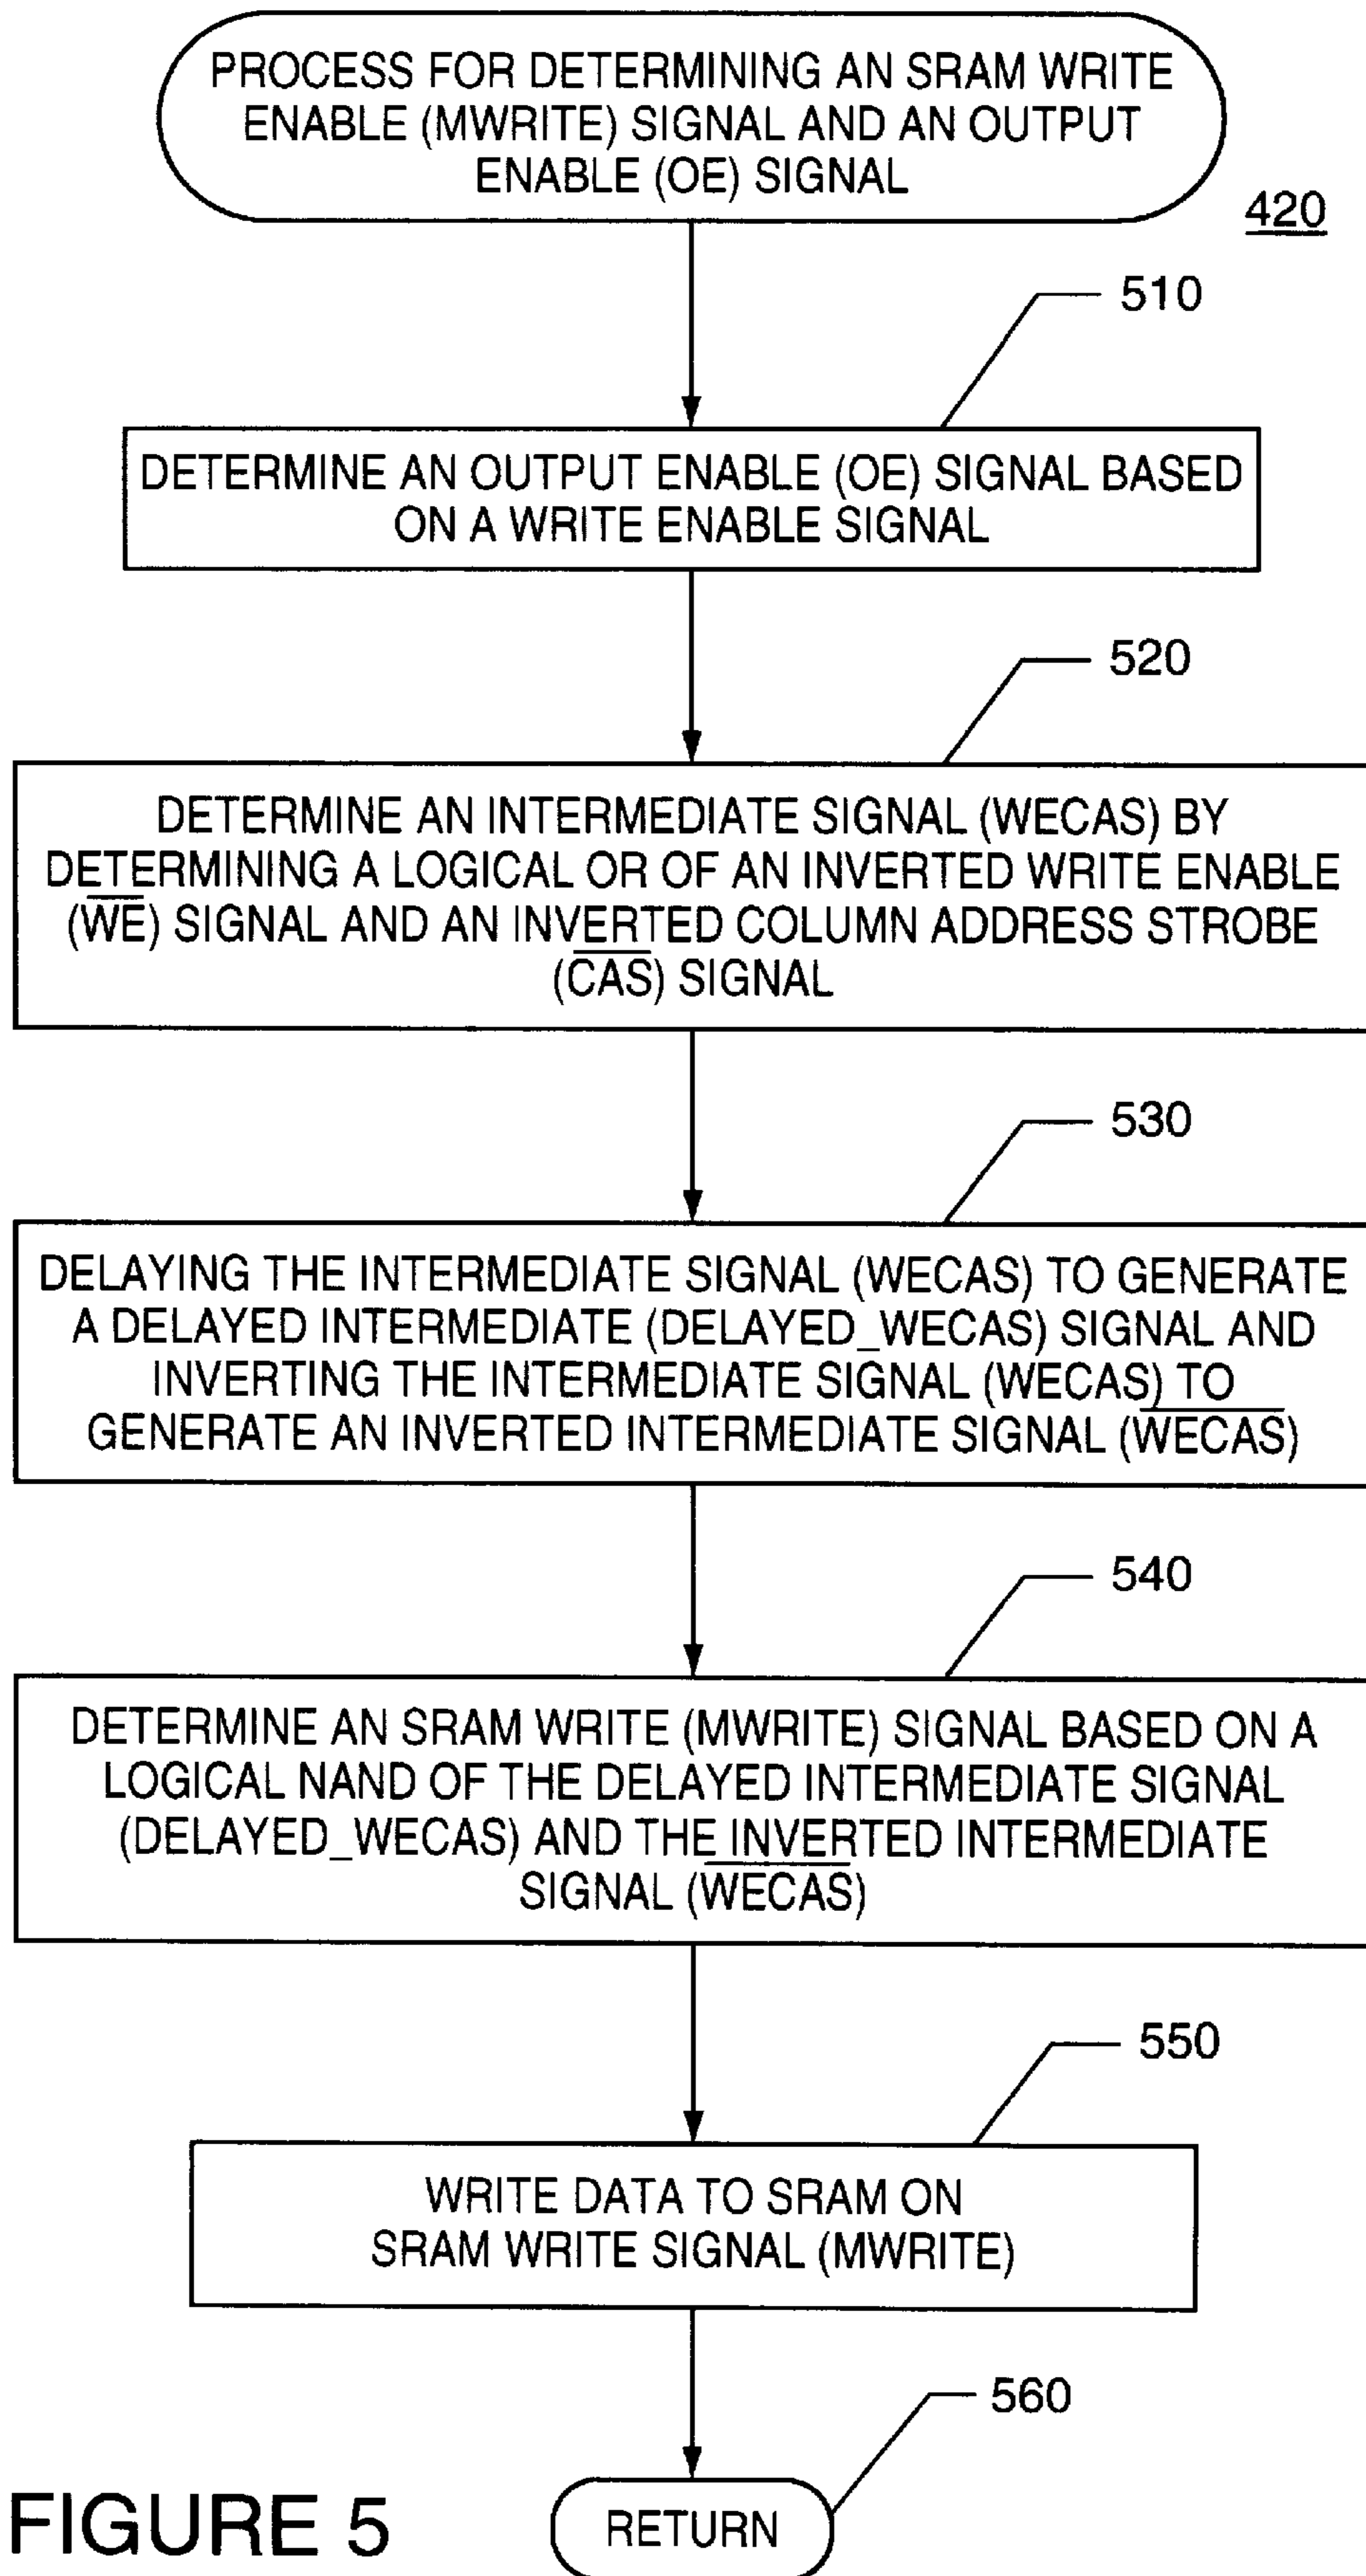 PROCESS FOR DETERMINING AN SRAM WRITE
ENABLE (MWRITE) SIGNAL AND AN OUTPUT
ENABLE (OE) SIGNAL
420
510
DETERMINE AN OUTPUT ENABLE (OE) SIGNAL BASED
ON A WRITE ENABLE SIGNAL
520
DETERMINE AN INTERMEDIATE SIGNAL (WECAS) BY
DETERMINING A LOGICAL OR OF AN INVERTED WRITE ENABLE
(W̅E̅) SIGNAL AND AN INVERTED COLUMN ADDRESS STROBE
(C̅A̅S̅) SIGNAL
530
DELAYING THE INTERMEDIATE SIGNAL (WECAS) TO GENERATE
A DELAYED INTERMEDIATE (DELAYED_WECAS) SIGNAL AND
INVERTING THE INTERMEDIATE SIGNAL (WECAS) TO
GENERATE AN INVERTED INTERMEDIATE SIGNAL (W̅E̅C̅A̅S̅)
540
DETERMINE AN SRAM WRITE (MWRITE) SIGNAL BASED ON A
LOGICAL NAND OF THE DELAYED INTERMEDIATE SIGNAL
(DELAYED_WECAS) AND THE INVERTED INTERMEDIATE
SIGNAL (W̅E̅C̅A̅S̅)
550
WRITE DATA TO SRAM ON
SRAM WRITE SIGNAL (MWRITE)
560
RETURN
FIGURE 5